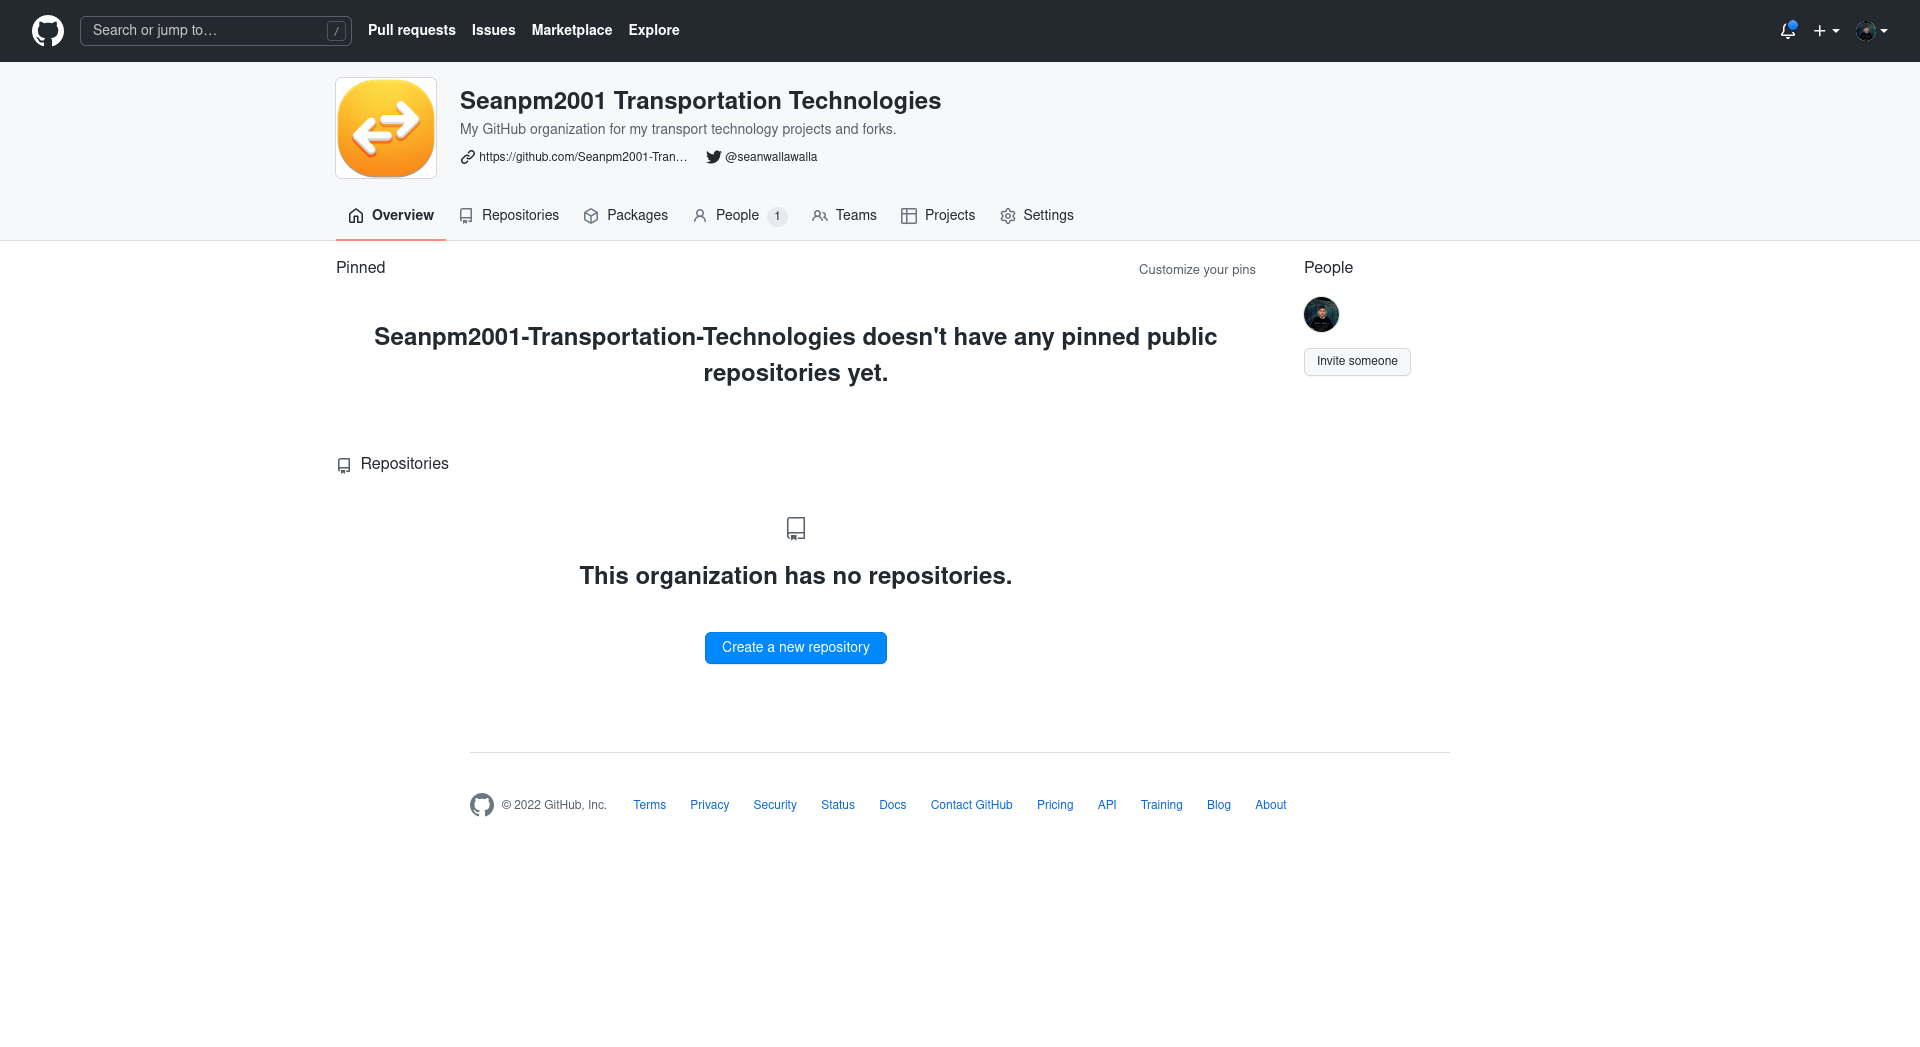 Search or jump to…
/
Pull requests
Issues
Marketplace
Explore
Seanpm2001 Transportation Technologies
My GitHub organization for my transport technology projects and forks.
https://github.com/Seanpm2001-Tran…
@seanwallawalla
Overview
Repositories
Packages
People 1
Teams
Projects
Settings
Pinned
Customize your pins
Seanpm2001-Transportation-Technologies doesn't have any pinned public
repositories yet.
People
Invite someone
Repositories
This organization has no repositories.
Create a new repository
© 2022 GitHub, Inc.
Terms
Privacy
Security
Status
Docs
Contact GitHub
Pricing
API
Training
Blog
About